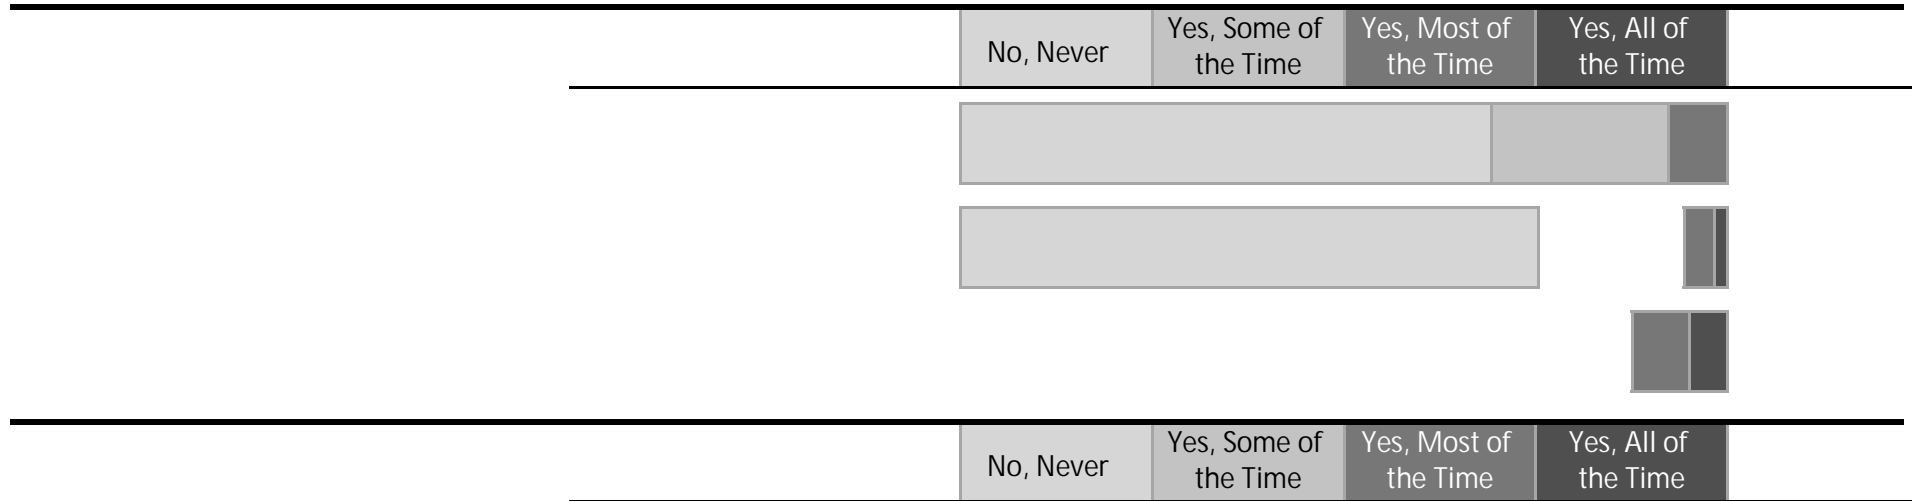 No, Never
Yes, Some of
the Time
Yes, Most of
the Time
Yes, All of
the Time
No, Never
Yes, Some of
the Time
Yes, Most of
the Time
Yes, All of
the Time